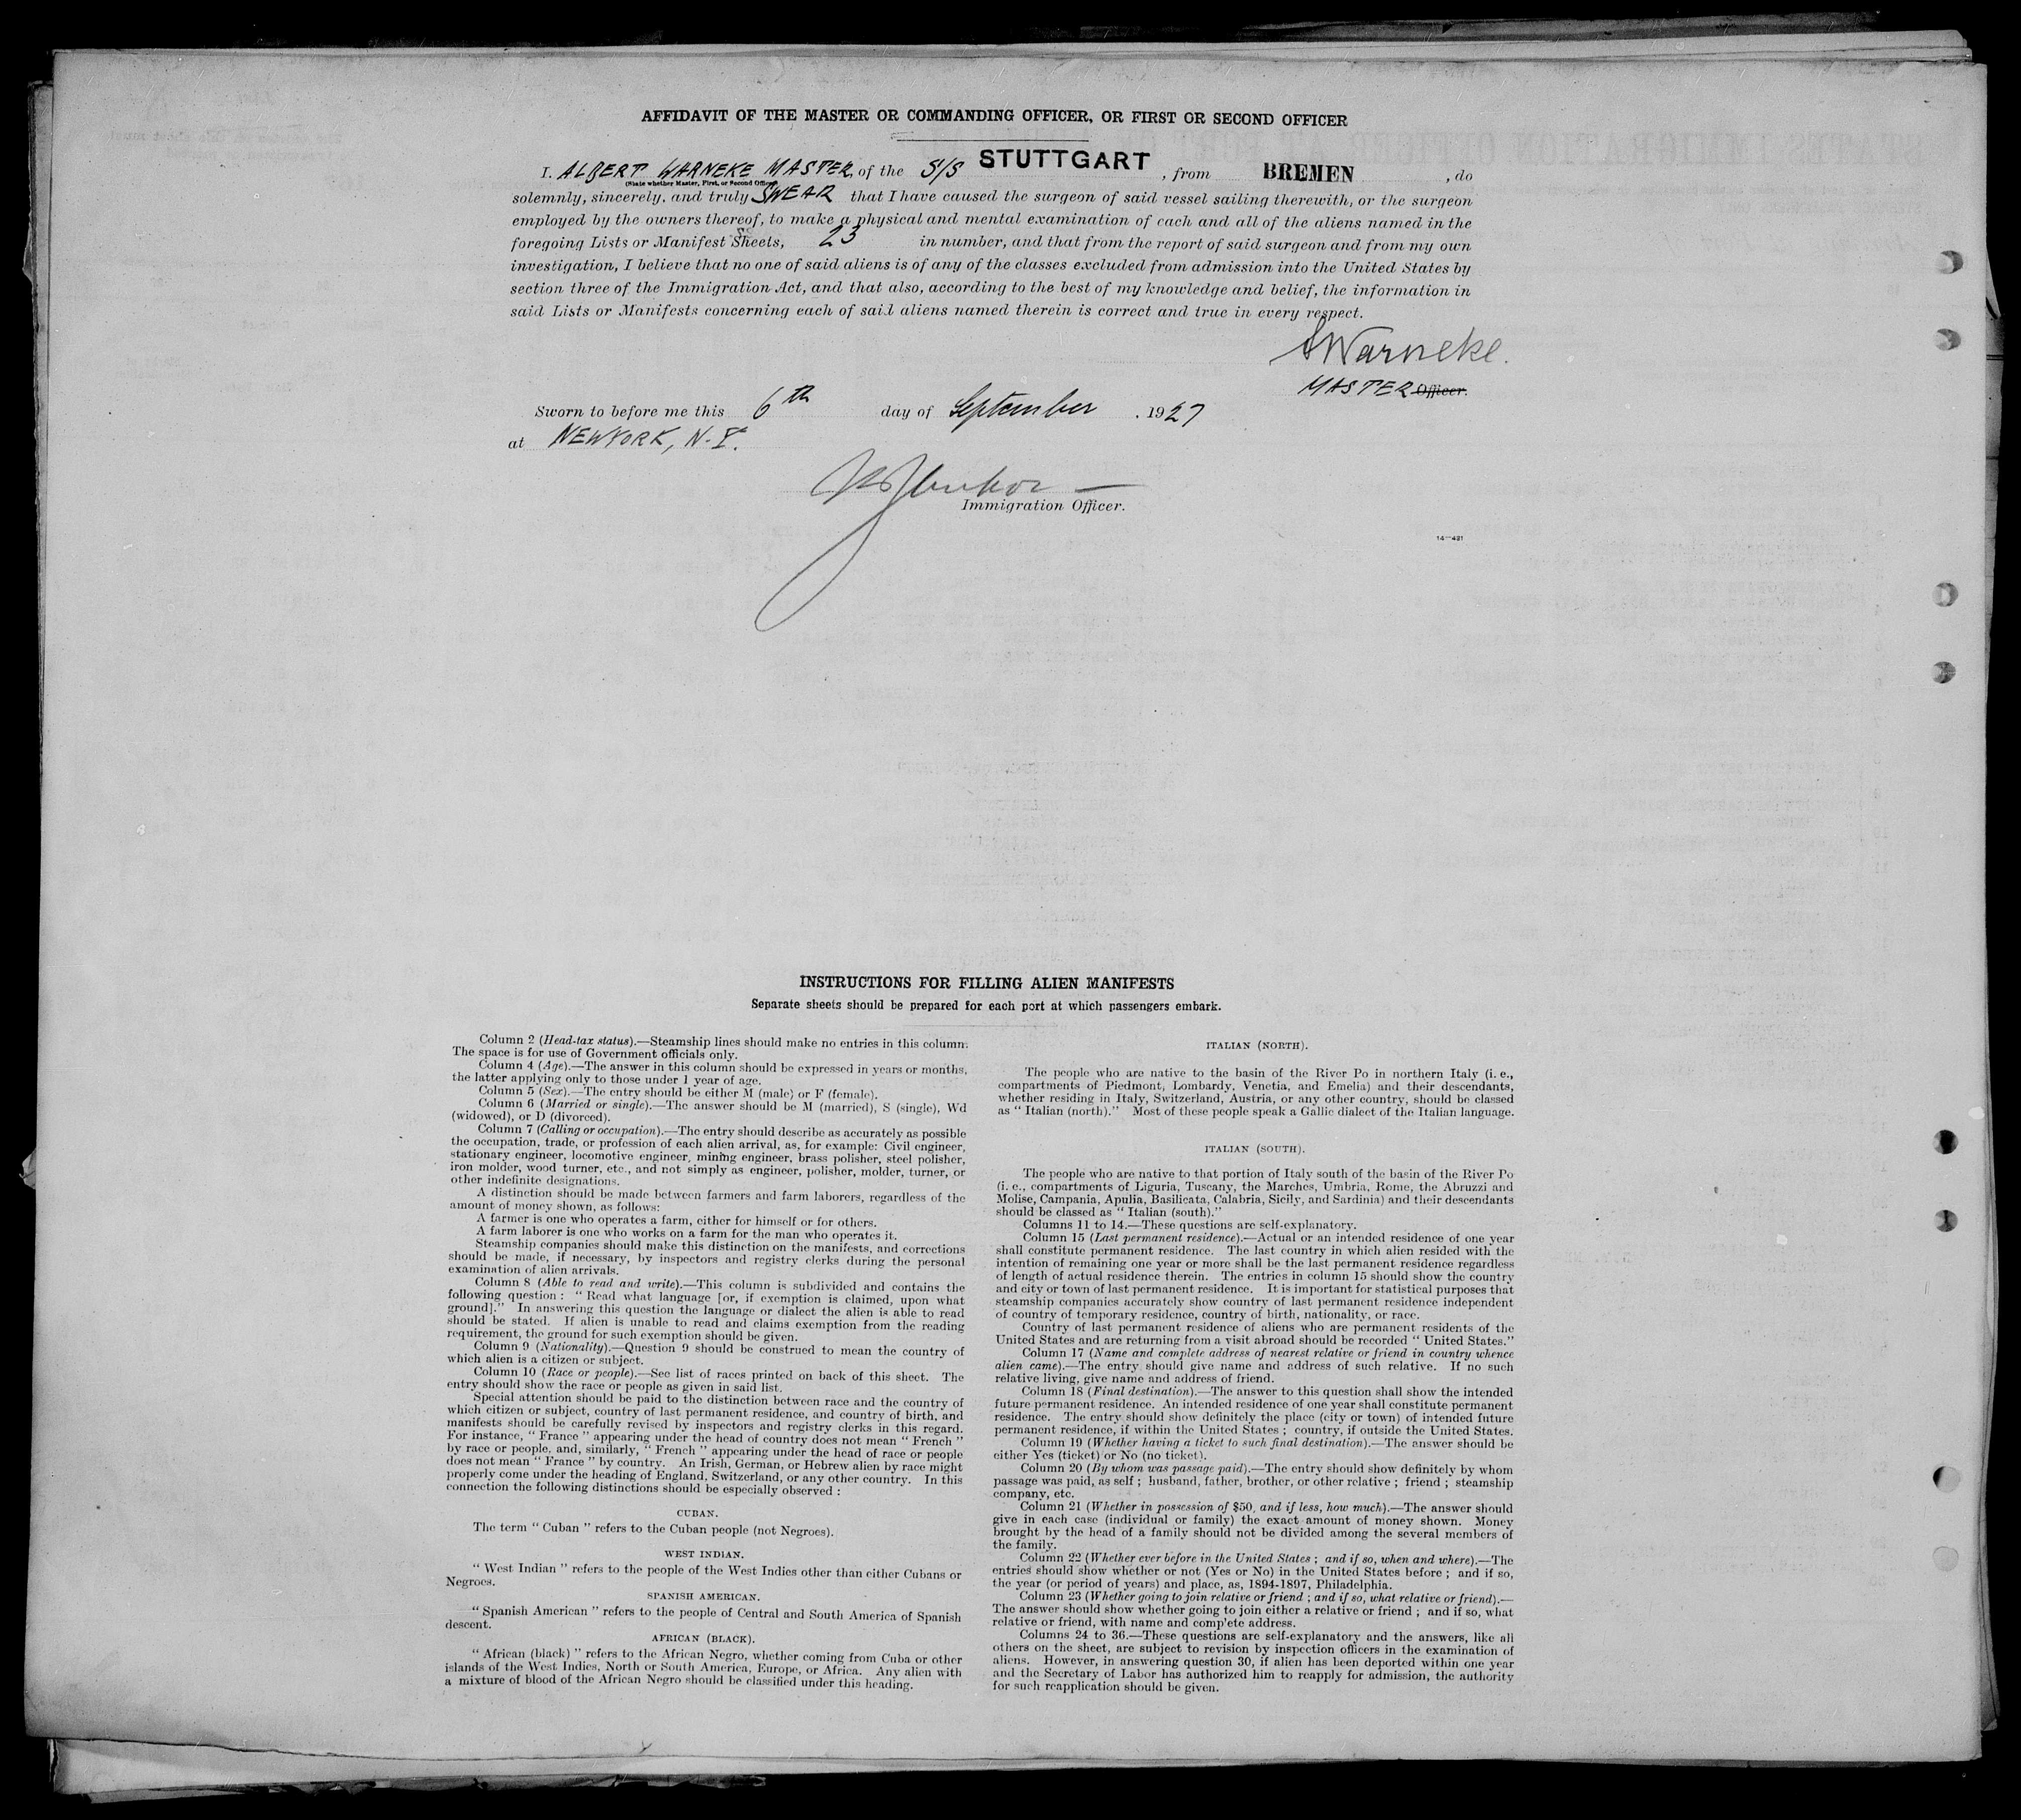 AFFIDAVIT OF THE MASTER OR COMMANDING OFFICER, OR FIRST OR SECOND OFFICER
I, ALBERT WARNEKE MASTER, of the S/S STUTTGART, from BREMEN, do
(State whether Master, First, or Second Officer)
solemnly, sincerely, and truly SWEAR that I have caused the surgeon of said vessel sailing therewith, or the surgeon
employed by the owners thereof, to make a physical and mental examination of each and all of the aliens named in the
foregoing Lists or Manifest Sheets, 23 in number, and that from the report of said surgeon and from my own
investigation, I believe that no one of said aliens is of any of the classes excluded from admission into the United States by
section three of the Immigration Act, and that also, according to the best of my knowledge and belief, the information in
said Lists or Manifests concerning each of said aliens named therein is correct and true in every respect.
A Warneke.
MASTER Officer.
Sworn to before me this 6th day of September, 1927
at NEW YORK, N.Y.
Immigration Officer.
14—431
INSTRUCTIONS FOR FILLING ALIEN MANIFESTS
Separate sheets should be prepared for each port at which passengers embark.
Column 2 (Head-tax status).—Steamship lines should make no entries in this column.
The space is for use of Government officials only.
Column 4 (Age).—The answer in this column should be expressed in years or months,
the latter applying only to those under 1 year of age.
Column 5 (Sex).—The entry should be either M (male) or F (female).
Column 6 (Married or single).—The answer should be M (married), S (single), Wd
(widowed), or D (divorced).
Column 7 (Calling or occupation).—The entry should describe as accurately as possible
the occupation, trade, or profession of each alien arrival, as, for example: Civil engineer,
stationary engineer, locomotive engineer, mining engineer, brass polisher, steel polisher,
iron molder, wood turner, etc., and not simply as engineer, polisher, molder, turner, or
other indefinite designations.
A distinction should be made between farmers and farm laborers, regardless of the
amount of money shown, as follows:
A farmer is one who operates a farm, either for himself or for others.
A farm laborer is one who works on a farm for the man who operates it.
Steamship companies should make this distinction on the manifests, and corrections
should be made, if necessary, by inspectors and registry clerks during the personal
examination of alien arrivals.
Column 8 (Able to read and write).—This column is subdivided and contains the
following question: "Read what language [or, if exemption is claimed, upon what
ground]." In answering this question the language or dialect the alien is able to read
should be stated. If alien is unable to read and claims exemption from the reading
requirement, the ground for such exemption should be given.
Column 9 (Nationality).—Question 9 should be construed to mean the country of
which alien is a citizen or subject.
Column 10 (Race or people).—See list of races printed on back of this sheet. The
entry should show the race or people as given in said list.
Special attention should be paid to the distinction between race and the country of
which citizen or subject, country of last permanent residence, and country of birth, and
manifests should be carefully revised by inspectors and registry clerks in this regard.
For instance, "France" appearing under the head of country does not mean "French"
by race or people, and, similarly, "French" appearing under the head of race or people
does not mean "France" by country. An Irish, German, or Hebrew alien by race might
properly come under the heading of England, Switzerland, or any other country. In this
connection the following distinctions should be especially observed:
CUBAN.
The term "Cuban" refers to the Cuban people (not Negroes).
WEST INDIAN.
"West Indian" refers to the people of the West Indies other than either Cubans or
Negroes.
SPANISH AMERICAN.
"Spanish American" refers to the people of Central and South America of Spanish
descent.
AFRICAN (BLACK).
"African (black)" refers to the African Negro, whether coming from Cuba or other
islands of the West Indies, North or South America, Europe, or Africa. Any alien with
a mixture of blood of the African Negro should be classified under this heading.
ITALIAN (NORTH).
The people who are native to the basin of the River Po in northern Italy (i. e.,
compartments of Piedmont, Lombardy, Venetia, and Emelia) and their descendants,
whether residing in Italy, Switzerland, Austria, or any other country, should be classed
as "Italian (north)." Most of these people speak a Gallic dialect of the Italian language.
ITALIAN (SOUTH).
The people who are native to that portion of Italy south of the basin of the River Po
(i. e., compartments of Liguria, Tuscany, the Marches, Umbria, Rome, the Abruzzi and
Molise, Campania, Apulia, Basilicata, Calabria, Sicily, and Sardinia) and their descendants
should be classed as "Italian (south)."
Columns 11 to 14.—These questions are self-explanatory.
Column 15 (Last permanent residence).—Actual or an intended residence of one year
shall constitute permanent residence. The last country in which alien resided with the
intention of remaining one year or more shall be the last permanent residence regardless
of length of actual residence therein. The entries in column 15 should show the country
and city or town of last permanent residence. It is important for statistical purposes that
steamship companies accurately show country of last permanent residence independent
of country of temporary residence, country of birth, nationality, or race.
Country of last permanent residence of aliens who are permanent residents of the
United States and are returning from a visit abroad should be recorded "United States."
Column 17 (Name and complete address of nearest relative or friend in country whence
alien came).—The entry should give name and address of such relative. If no such
relative living, give name and address of friend.
Column 18 (Final destination).—The answer to this question shall show the intended
future permanent residence. An intended residence of one year shall constitute permanent
residence. The entry should show definitely the place (city or town) of intended future
permanent residence, if within the United States; country, if outside the United States.
Column 19 (Whether having a ticket to such final destination).—The answer should be
either Yes (ticket) or No (no ticket).
Column 20 (By whom was passage paid).—The entry should show definitely by whom
passage was paid, as self; husband, father, brother, or other relative; friend; steamship
company, etc.
Column 21 (Whether in possession of $50, and if less, how much).—The answer should
give in each case (individual or family) the exact amount of money shown. Money
brought by the head of a family should not be divided among the several members of
the family.
Column 22 (Whether ever before in the United States; and if so, when and where).—The
entries should show whether or not (Yes or No) in the United States before; and if so,
the year (or period of years) and place, as, 1894-1897, Philadelphia.
Column 23 (Whether going to join relative or friend; and if so, what relative or friend).—
The answer should show whether going to join either a relative or friend; and if so, what
relative or friend, with name and complete address.
Columns 24 to 36.—These questions are self-explanatory and the answers, like all
others on the sheet, are subject to revision by inspection officers in the examination of
aliens. However, in answering question 30, if alien has been deported within one year
and the Secretary of Labor has authorized him to reapply for admission, the authority
for such reapplication should be given.